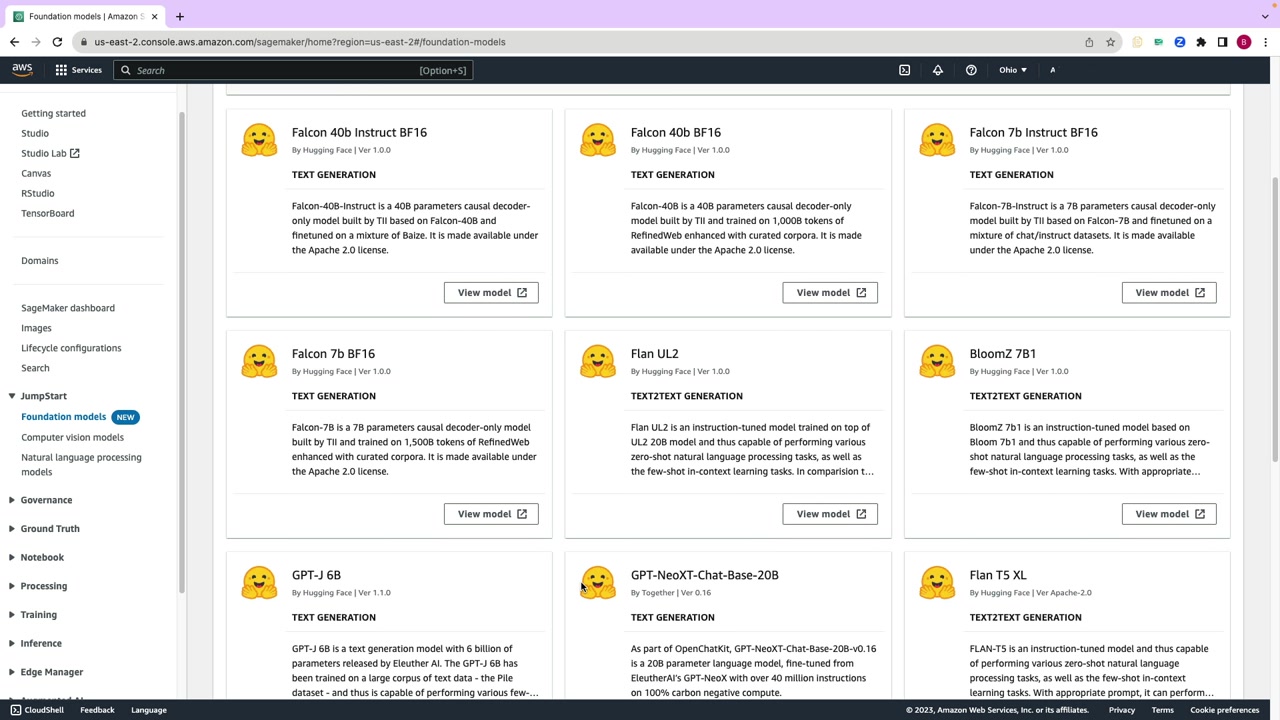 Foundation models | Amazon S
us-east-2.console.aws.amazon.com/sagemaker/home?region=us-east-2#/foundation-models
aws
Services
Search
[Option+S]
Ohio
Getting started
Studio
Studio Lab
Canvas
RStudio
TensorBoard
Domains
SageMaker dashboard
Images
Lifecycle configurations
Search
JumpStart
Foundation models NEW
Computer vision models
Natural language processing
models
Governance
Ground Truth
Notebook
Processing
Training
Inference
Edge Manager
Falcon 40b Instruct BF16
By Hugging Face | Ver 1.0.0
TEXT GENERATION
Falcon-40B-Instruct is a 40B parameters causal decoder-
only model built by TII based on Falcon-40B and
finetuned on a mixture of Baize. It is made available under
the Apache 2.0 license.
View model
Falcon 40b BF16
By Hugging Face | Ver 1.0.0
TEXT GENERATION
Falcon-40B is a 40B parameters causal decoder-only
model built by TII and trained on 1,000B tokens of
RefinedWeb enhanced with curated corpora. It is made
available under the Apache 2.0 license.
View model
Falcon 7b Instruct BF16
By Hugging Face | Ver 1.0.0
TEXT GENERATION
Falcon-7B-Instruct is a 7B parameters causal decoder-only
model built by TII based on Falcon-7B and finetuned on a
mixture of chat/instruct datasets. It is made available
under the Apache 2.0 license.
View model
Falcon 7b BF16
By Hugging Face | Ver 1.0.0
TEXT GENERATION
Falcon-7B is a 7B parameters causal decoder-only model
built by TII and trained on 1,500B tokens of RefinedWeb
enhanced with curated corpora. It is made available under
the Apache 2.0 license.
View model
Flan UL2
By Hugging Face | Ver 1.0.0
TEXT2TEXT GENERATION
Flan UL2 is an instruction-tuned model trained on top of
UL2 20B model and thus capable of performing various
zero-shot natural language processing tasks, as well as
the few-shot in-context learning tasks. In comparision t...
View model
BloomZ 7B1
By Hugging Face | Ver 1.0.0
TEXT2TEXT GENERATION
BloomZ 7b1 is an instruction-tuned model based on
Bloom 7b1 and thus capable of performing various zero-
shot natural language processing tasks, as well as the
few-shot in-context learning tasks. With appropriate...
View model
GPT-J 6B
By Hugging Face | Ver 1.1.0
TEXT GENERATION
GPT-J 6B is a text generation model with 6 billion of
parameters released by Eleuther AI. The GPT-J 6B has
been trained on a large corpus of text data - the Pile
dataset - and thus is capable of performing various few-...
GPT-NeoXT-Chat-Base-20B
By Together | Ver 0.16
TEXT GENERATION
As part of OpenChatKit, GPT-NeoXT-Chat-Base-20B-v0.16
is a 20B parameter language model, fine-tuned from
EleutherAI's GPT-NeoX with over 40 million instructions
on 100% carbon negative compute.
Flan T5 XL
By Hugging Face | Ver Apache-2.0
TEXT2TEXT GENERATION
FLAN-T5 is an instruction-tuned model and thus capable
of performing various zero-shot natural language
processing tasks, as well as the few-shot in-context
learning tasks. With appropriate prompt, it can perform...
CloudShell
Feedback
Language
© 2023, Amazon Web Services, Inc. or its affiliates.
Privacy
Terms
Cookie preferences